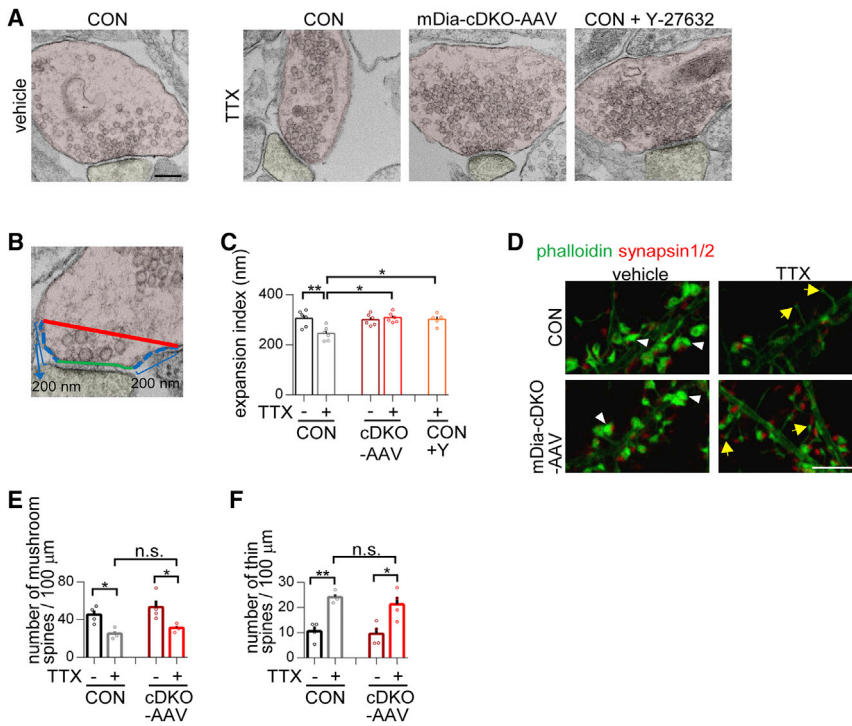 A
CON
CON
mDia-cDKO-AAV
CON + Y-27632
vehicle
TTX
B
200 nm
200 nm
C
expansion index (nm)
400
200
0
**
*
*
TTX - + - + +
CON
cDKO
-AAV
CON
+Y
D
phalloidin synapsin1/2
vehicle
TTX
CON
mDia-cDKO
-AAV
E
number of mushroom
spines / 100 µm
80
40
0
n.s.
*
*
TTX - + - +
CON
cDKO
-AAV
F
number of thin
spines / 100 µm
30
20
10
0
n.s.
**
*
TTX - + - +
CON
cDKO
-AAV